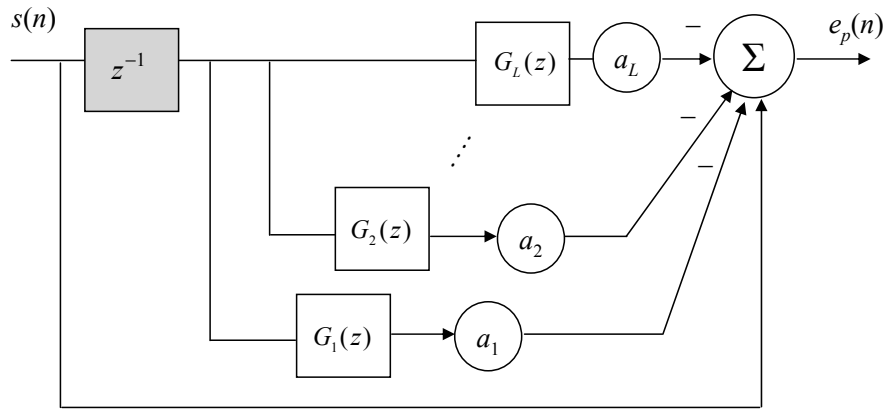 s(n)
e_p(n)
z^{-1}
G_L(z)
a_L
−
Σ
−
−
G_2(z)
a_2
G_1(z)
a_1